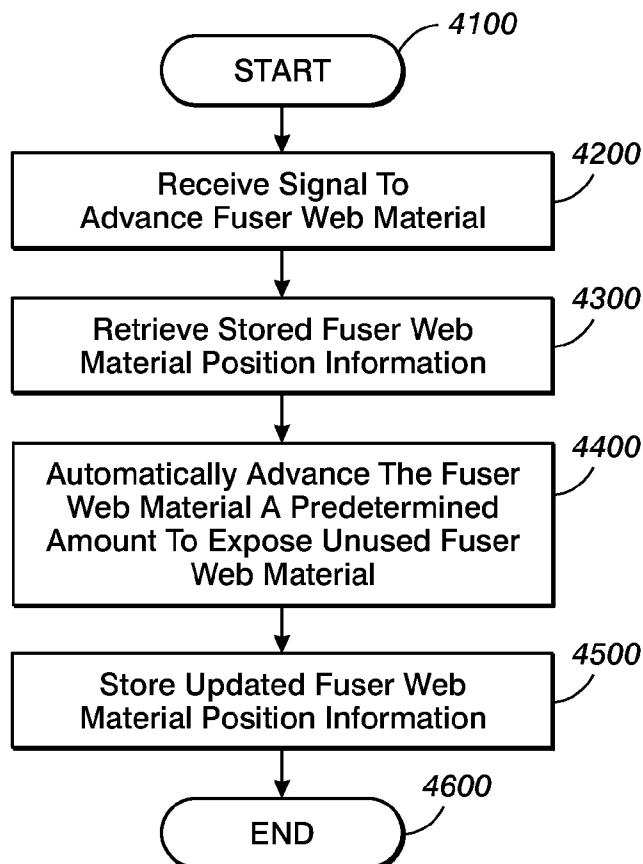 4100
START
4200
Receive Signal To
Advance Fuser Web Material
4300
Retrieve Stored Fuser Web
Material Position Information
4400
Automatically Advance The Fuser
Web Material A Predetermined
Amount To Expose Unused Fuser
Web Material
4500
Store Updated Fuser Web
Material Position Information
4600
END